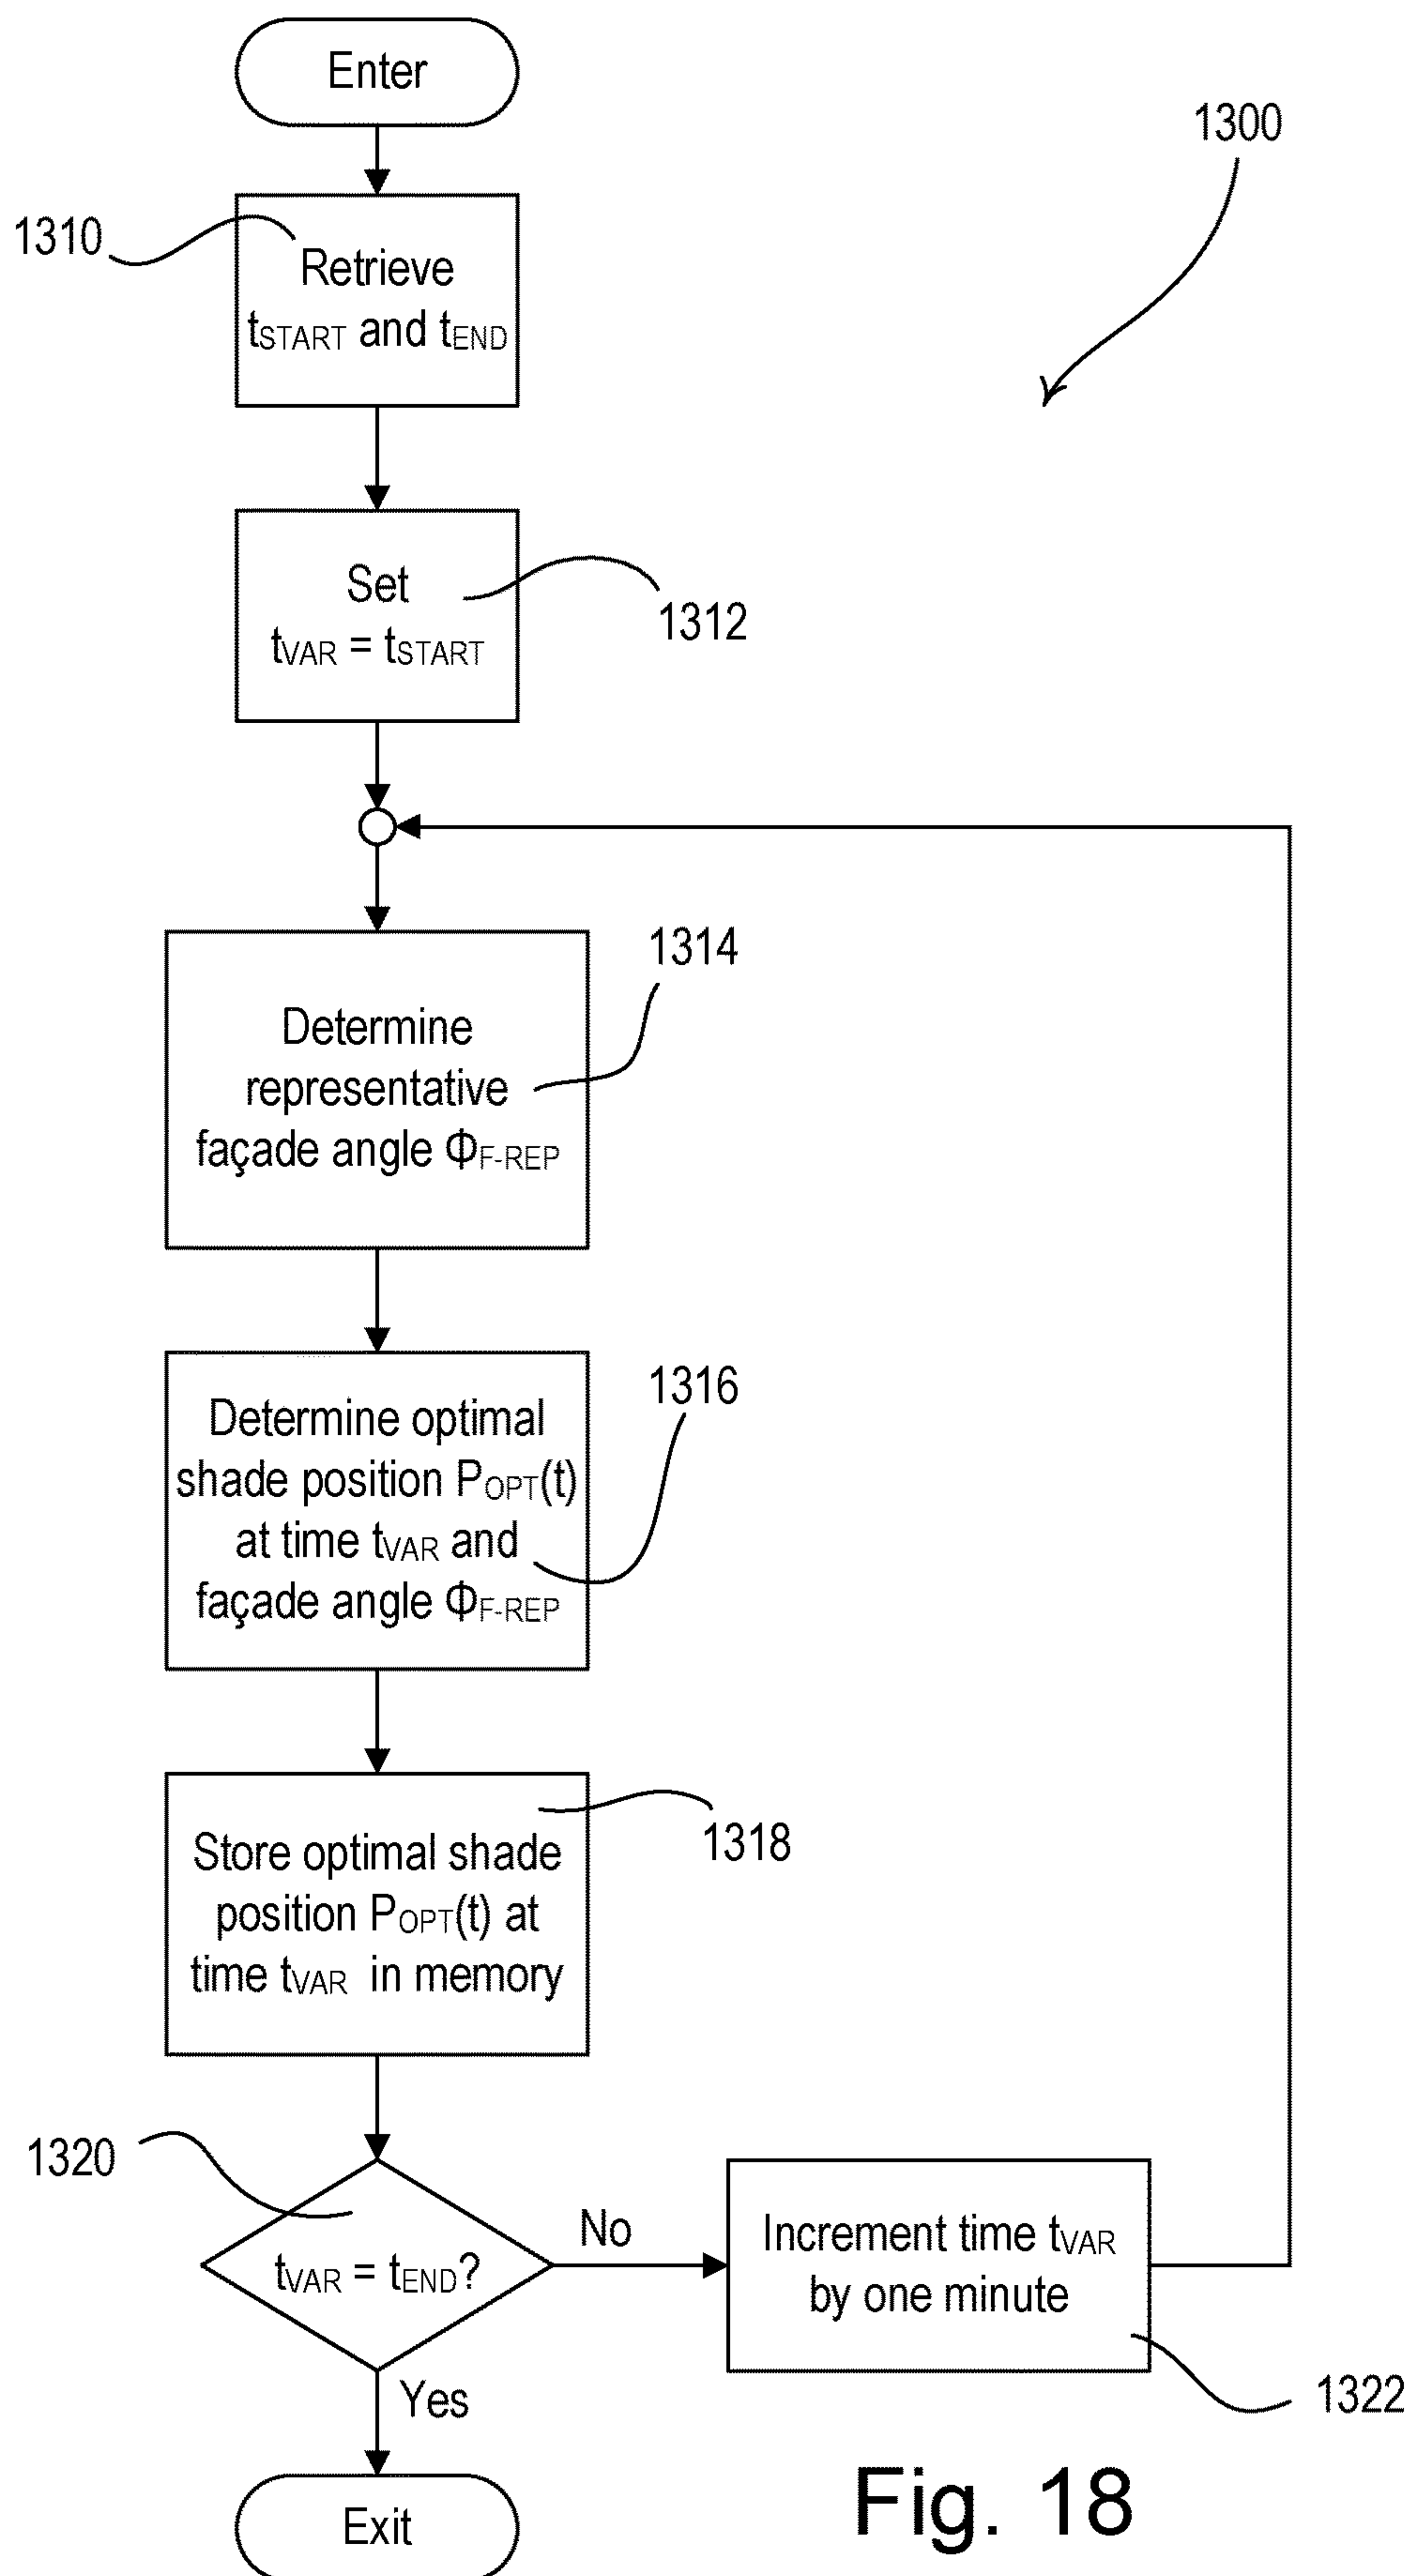 Enter
1300
1310
Retrieve
tSTART and tEND
Set
tVAR = tSTART
1312
1314
Determine
representative
façade angle ΦF-REP
1316
Determine optimal
shade position POPT(t)
at time tVAR and
façade angle ΦF-REP
Store optimal shade
position POPT(t) at
time tVAR in memory
1318
1320
tVAR = tEND?
No
Increment time tVAR
by one minute
1322
Yes
Exit
Fig. 18